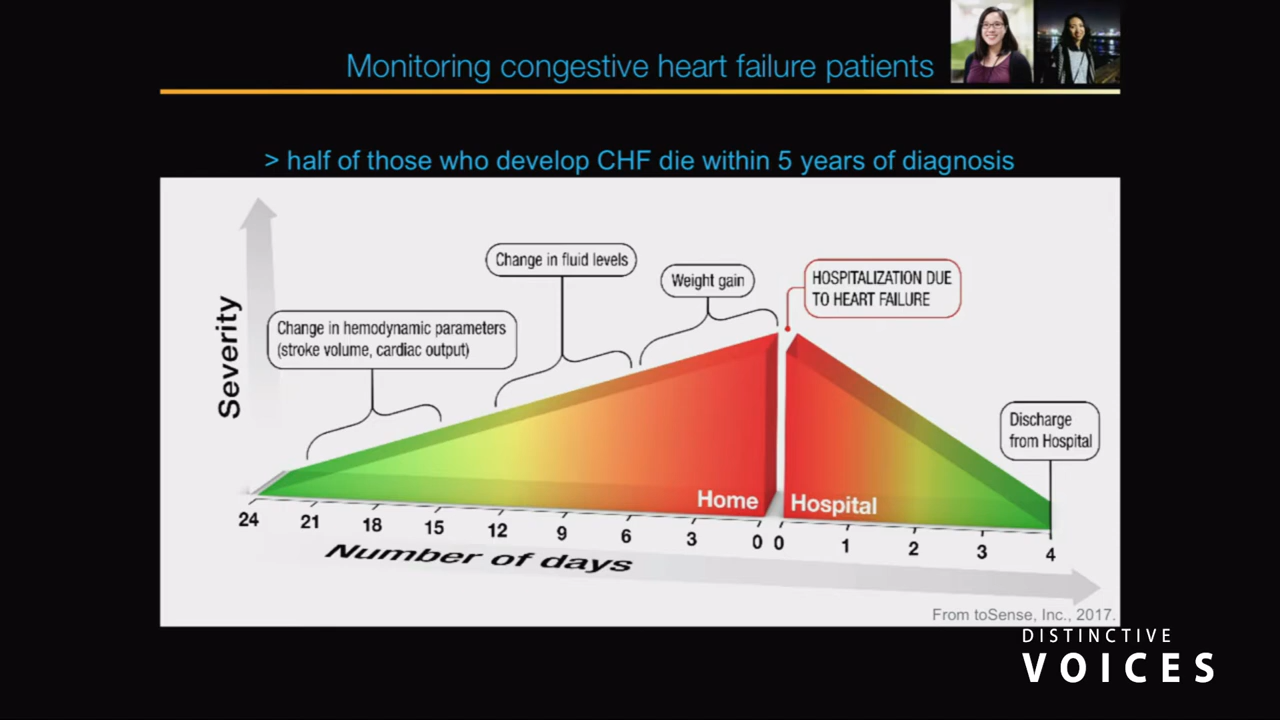 Monitoring congestive heart failure patients
> half of those who develop CHF die within 5 years of diagnosis
Severity
Change in hemodynamic parameters
(stroke volume, cardiac output)
Change in fluid levels
Weight gain
HOSPITALIZATION DUE
TO HEART FAILURE
Discharge
from Hospital
Home
Hospital
24 21 18 15 12 9 6 3 0 0 1 2 3 4
Number of days
From toSense, Inc., 2017.
DISTINCTIVE
VOICES